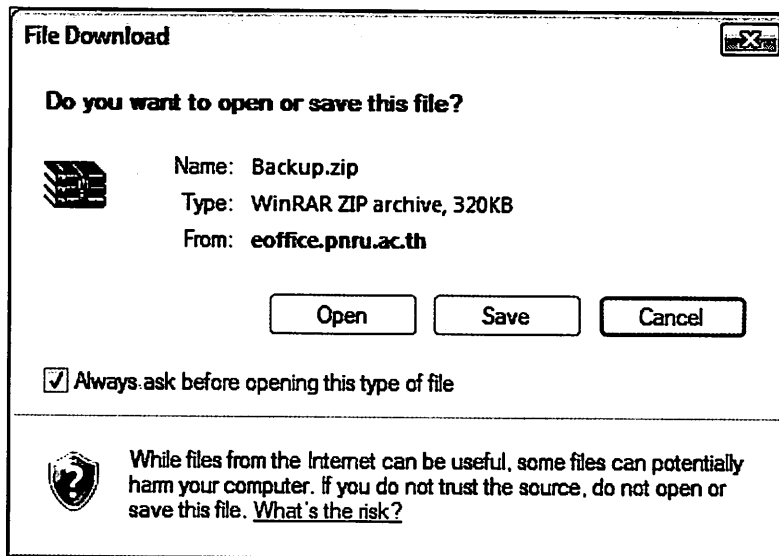 File Download
Do you want to open or save this file?
Name: Backup.zip
Type: WinRAR ZIP archive, 320KB
From: eoffice.pnru.ac.th
Open Save Cancel
Always ask before opening this type of file
While files from the Internet can be useful, some files can potentially
harm your computer. If you do not trust the source, do not open or
save this file. What's the risk?